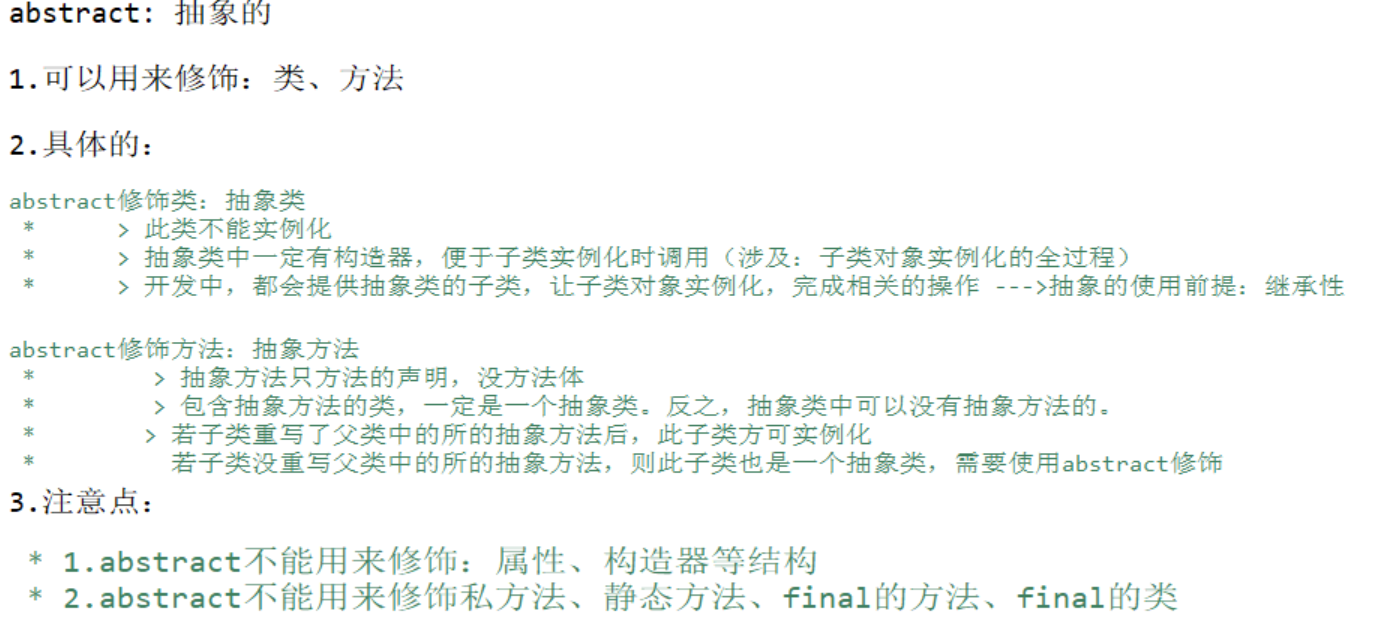 abstract: 抽象的
1.可以用来修饰：类、方法
2.具体的：
abstract修饰类：抽象类
* > 此类不能实例化
* > 抽象类中一定有构造器，便于子类实例化时调用（涉及：子类对象实例化的全过程）
* > 开发中，都会提供抽象类的子类，让子类对象实例化，完成相关的操作 --->抽象的使用前提：继承性
abstract修饰方法：抽象方法
* > 抽象方法只方法的声明，没方法体
* > 包含抽象方法的类，一定是一个抽象类。反之，抽象类中可以没有抽象方法的。
* > 若子类重写了父类中的所的抽象方法后，此子类方可实例化
* 若子类没重写父类中的所的抽象方法，则此子类也是一个抽象类，需要使用abstract修饰
3.注意点：
* 1.abstract不能用来修饰：属性、构造器等结构
* 2.abstract不能用来修饰私方法、静态方法、final的方法、final的类